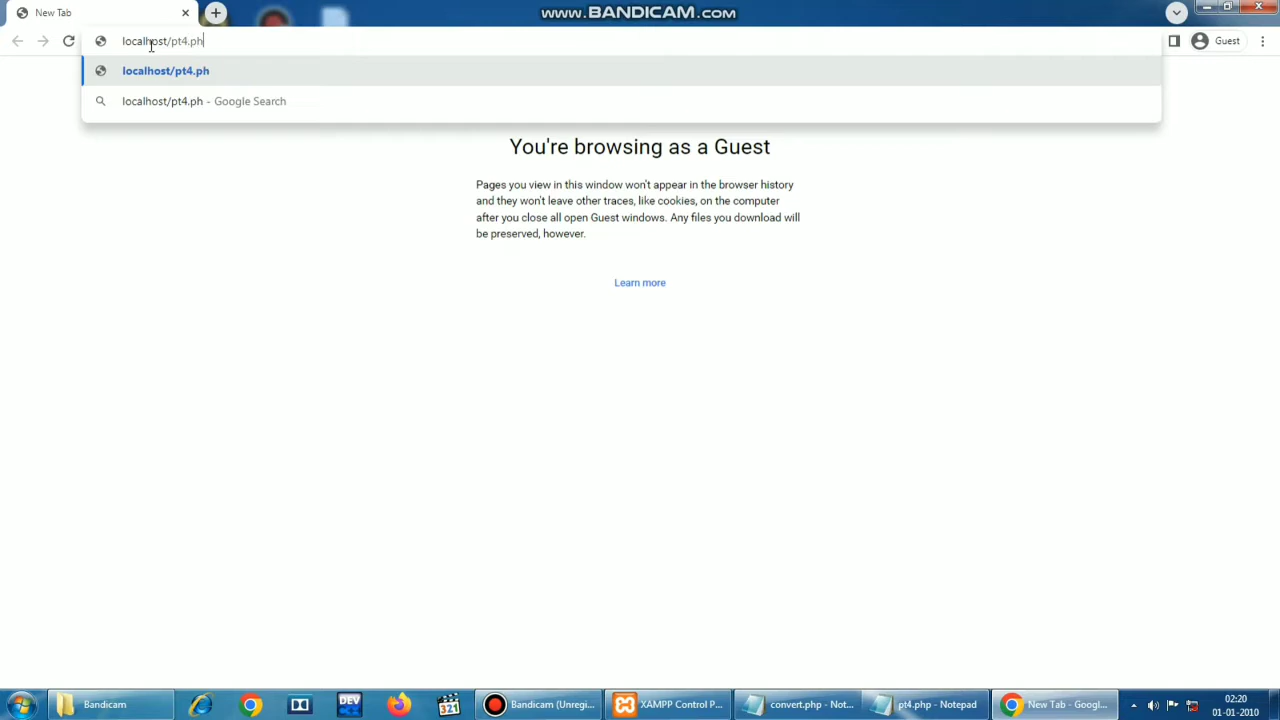 New Tab
www.BANDICAM.com
localhost/pt4.ph
Guest
localhost/pt4.ph
localhost/pt4.ph - Google Search
You're browsing as a Guest
Pages you view in this window won't appear in the browser history
and they won't leave other traces, like cookies, on the computer
after you close all open Guest windows. Any files you download will
be preserved, however.
Learn more
Bandicam
DEV
321
Bandicam (Unregi...
XAMPP Control P...
convert.php - Not...
pt4.php - Notepad
New Tab - Googl...
02:20
01-01-2010